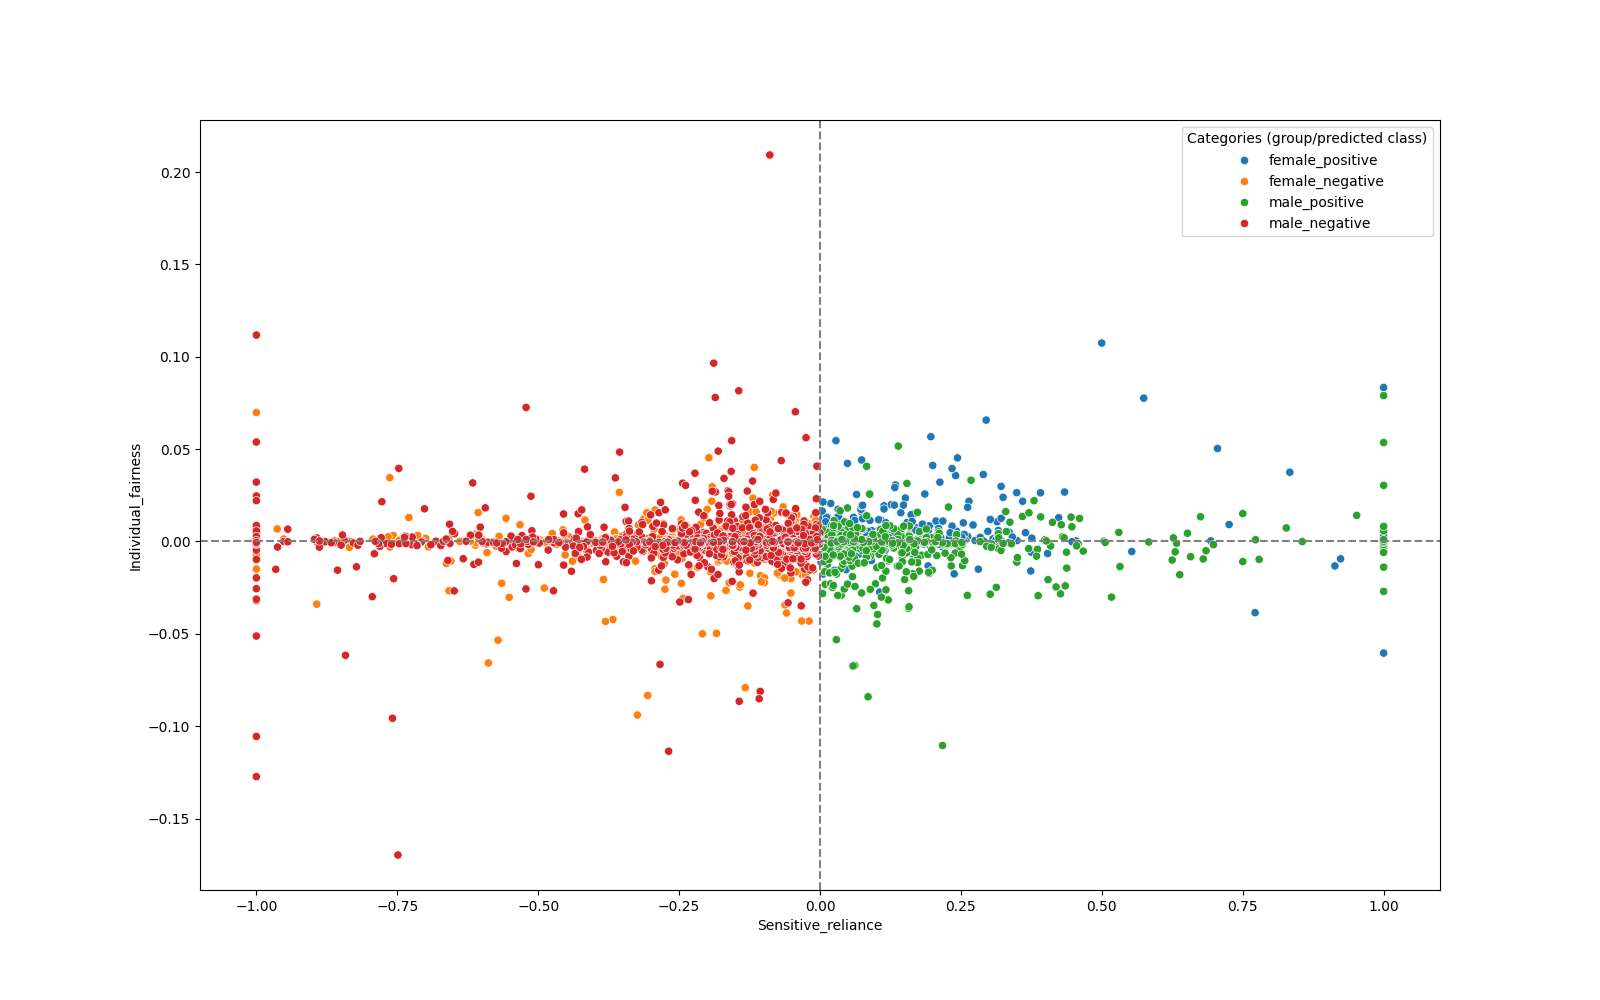 Categories (group/predicted class)
female_positive
female_negative
male_positive
male_negative
0.20
0.15
0.10
0.05
0.00
−0.05
−0.10
−0.15
Individual_fairness
−1.00 −0.75 −0.50 −0.25 0.00 0.25 0.50 0.75 1.00
Sensitive_reliance